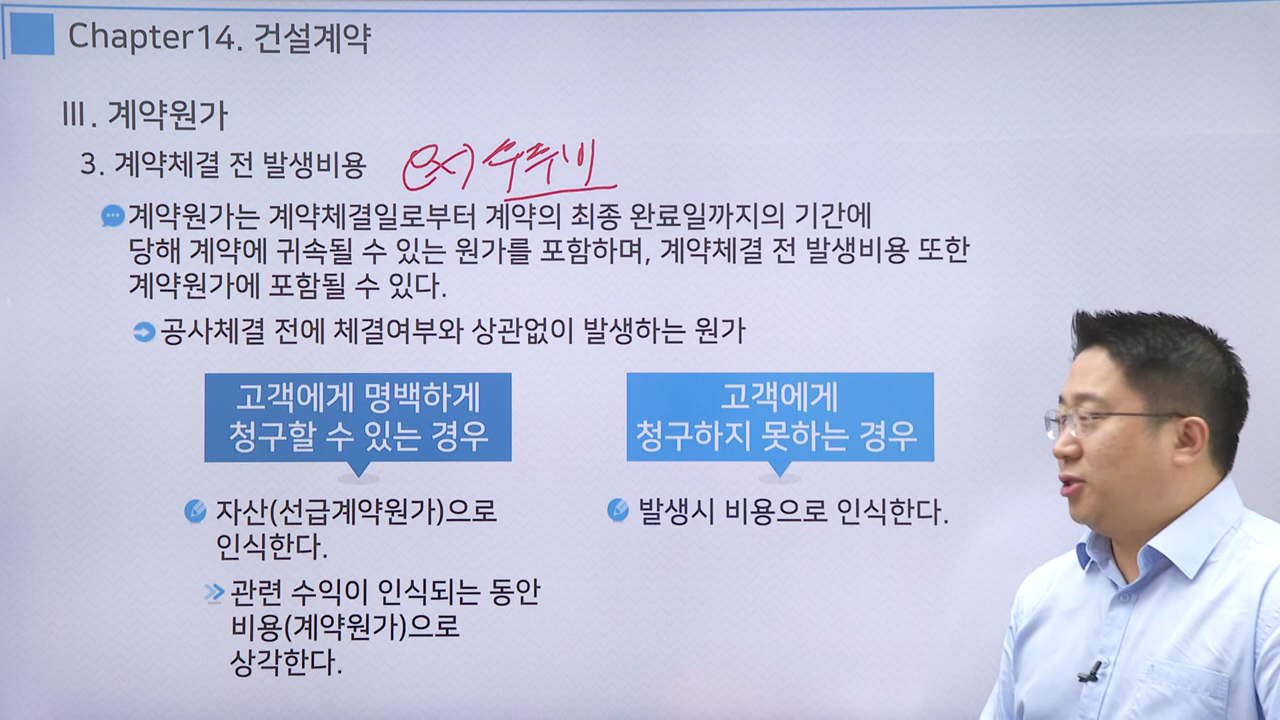 Chapter14. 건설계약
III. 계약원가
3. 계약체결 전 발생비용 (예) 수주비
계약원가는 계약체결일로부터 계약의 최종 완료일까지의 기간에
당해 계약에 귀속될 수 있는 원가를 포함하며, 계약체결 전 발생비용 또한
계약원가에 포함될 수 있다.
공사체결 전에 체결여부와 상관없이 발생하는 원가
고객에게 명백하게
청구할 수 있는 경우
자산(선급계약원가)으로
인식한다.
관련 수익이 인식되는 동안
비용(계약원가)으로
상각한다.
고객에게
청구하지 못하는 경우
발생시 비용으로 인식한다.